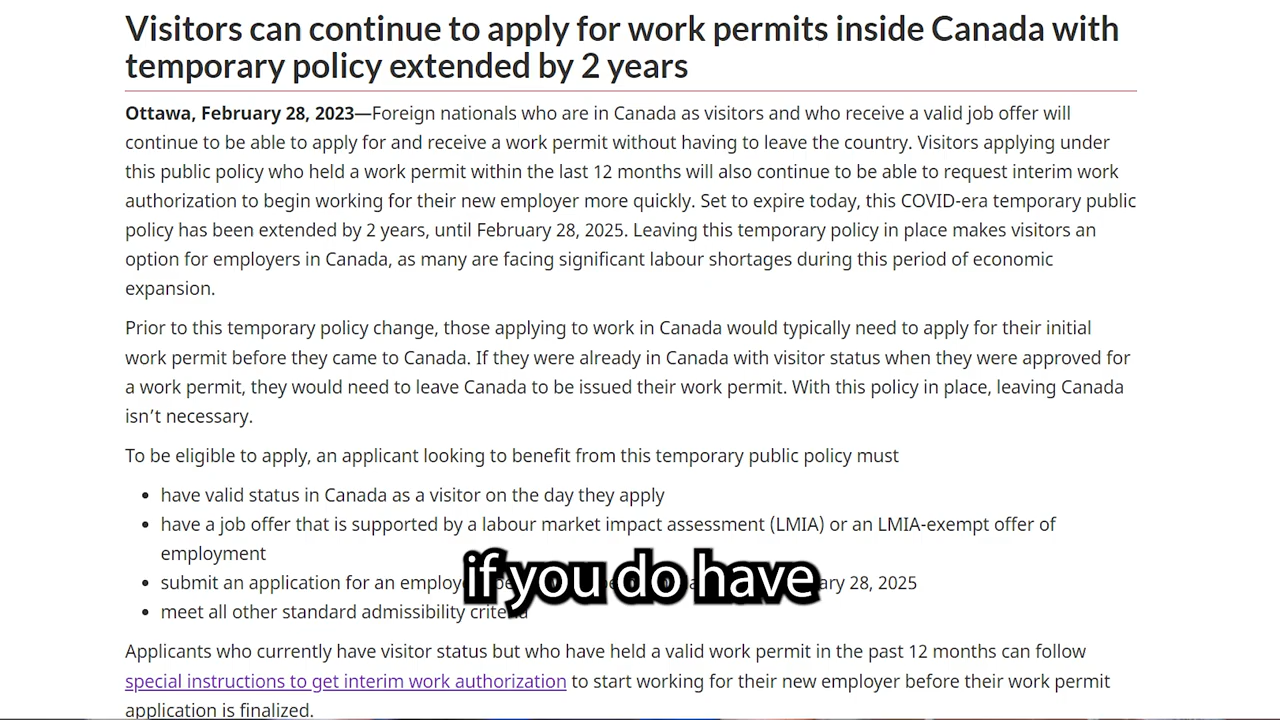 Visitors can continue to apply for work permits inside Canada with
temporary policy extended by 2 years
Ottawa, February 28, 2023—Foreign nationals who are in Canada as visitors and who receive a valid job offer will
continue to be able to apply for and receive a work permit without having to leave the country. Visitors applying under
this public policy who held a work permit within the last 12 months will also continue to be able to request interim work
authorization to begin working for their new employer more quickly. Set to expire today, this COVID-era temporary public
policy has been extended by 2 years, until February 28, 2025. Leaving this temporary policy in place makes visitors an
option for employers in Canada, as many are facing significant labour shortages during this period of economic
expansion.
Prior to this temporary policy change, those applying to work in Canada would typically need to apply for their initial
work permit before they came to Canada. If they were already in Canada with visitor status when they were approved for
a work permit, they would need to leave Canada to be issued their work permit. With this policy in place, leaving Canada
isn’t necessary.
To be eligible to apply, an applicant looking to benefit from this temporary public policy must
• have valid status in Canada as a visitor on the day they apply
• have a job offer that is supported by a labour market impact assessment (LMIA) or an LMIA-exempt offer of
employment
• submit an application for an 28, 2025
if you do have
• meet all other standard admissibility criteria
Applicants who currently have visitor status but who have held a valid work permit in the past 12 months can follow
special instructions to get interim work authorization to start working for their new employer before their work permit
application is finalized.